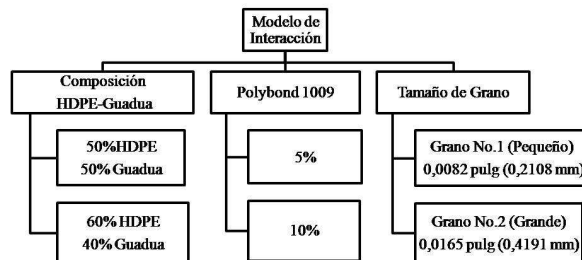 Modelo de
Interacción
Composición
HDPE-Guadua
Polybond 1009
Tamaño de Grano
50%HDPE
50% Guadua
5%
Grano No.1 (Pequeño)
0,0082 pulg (0,2108 mm)
60% HDPE
40% Guadua
10%
Grano No.2 (Grande)
0,0165 pulg (0,4191 mm)